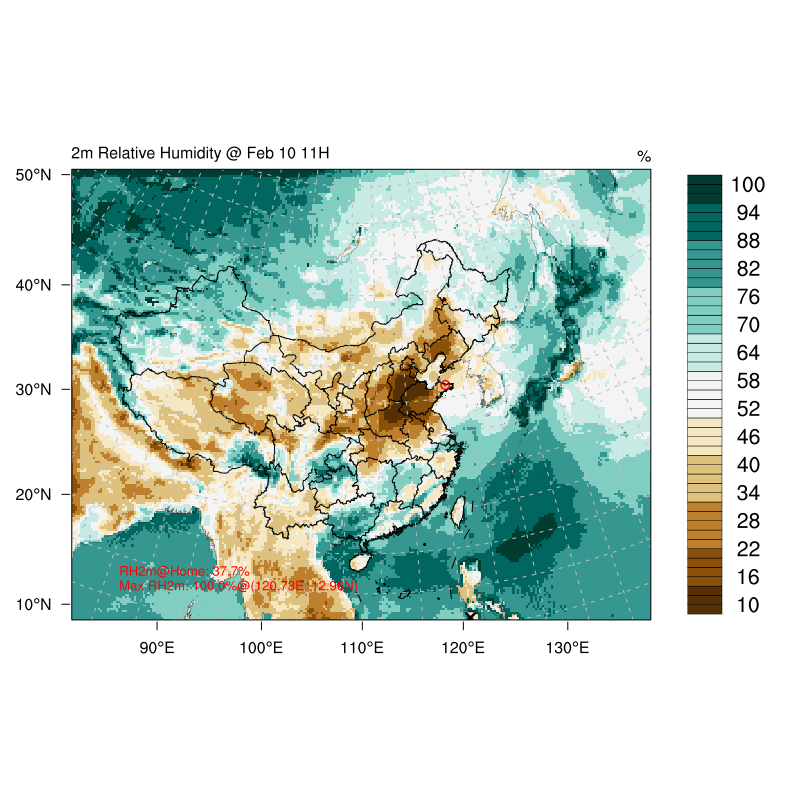 2m Relative Humidity @ Feb 10 11H
%
50°N
40°N
30°N
20°N
10°N
90°E
100°E
110°E
120°E
130°E
100
94
88
82
76
70
64
58
52
46
40
34
28
22
16
10
RH2m@Home: 37.7%
Max RH2m: 100.0%@(120.73E, 12.96N)